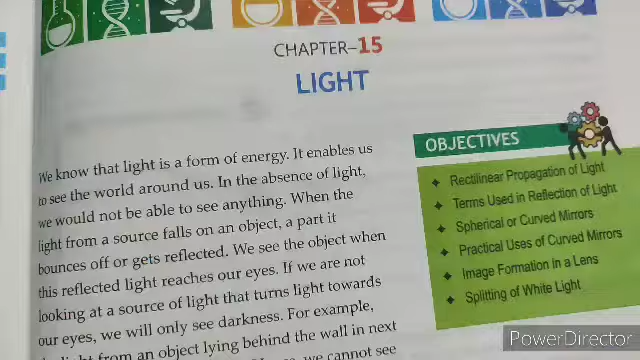 CHAPTER–15
LIGHT
We know that light is a form of energy. It enables us
to see the world around us. In the absence of light,
we would not be able to see anything. When the
light from a source falls on an object, a part it
bounces off or gets reflected. We see the object when
this reflected light reaches our eyes. If we are not
looking at a source of light that turns light towards
our eyes, we will only see darkness. For example,
light from an object lying behind the wall in next
we cannot see
OBJECTIVES
Rectilinear Propagation of Light
Terms Used in Reflection of Light
Spherical or Curved Mirrors
Practical Uses of Curved Mirrors
Image Formation in a Lens
Splitting of White Light
PowerDirector